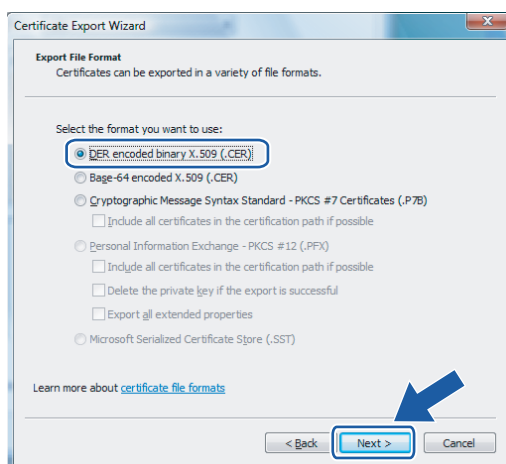 Certificate Export Wizard
Export File Format
Certificates can be exported in a variety of file formats.
Select the format you want to use:
DER encoded binary X.509 (.CER)
Base-64 encoded X.509 (.CER)
Cryptographic Message Syntax Standard - PKCS #7 Certificates (.P7B)
Include all certificates in the certification path if possible
Personal Information Exchange - PKCS #12 (.PFX)
Include all certificates in the certification path if possible
Delete the private key if the export is successful
Export all extended properties
Microsoft Serialized Certificate Store (.SST)
Learn more about certificate file formats
< Back Next > Cancel